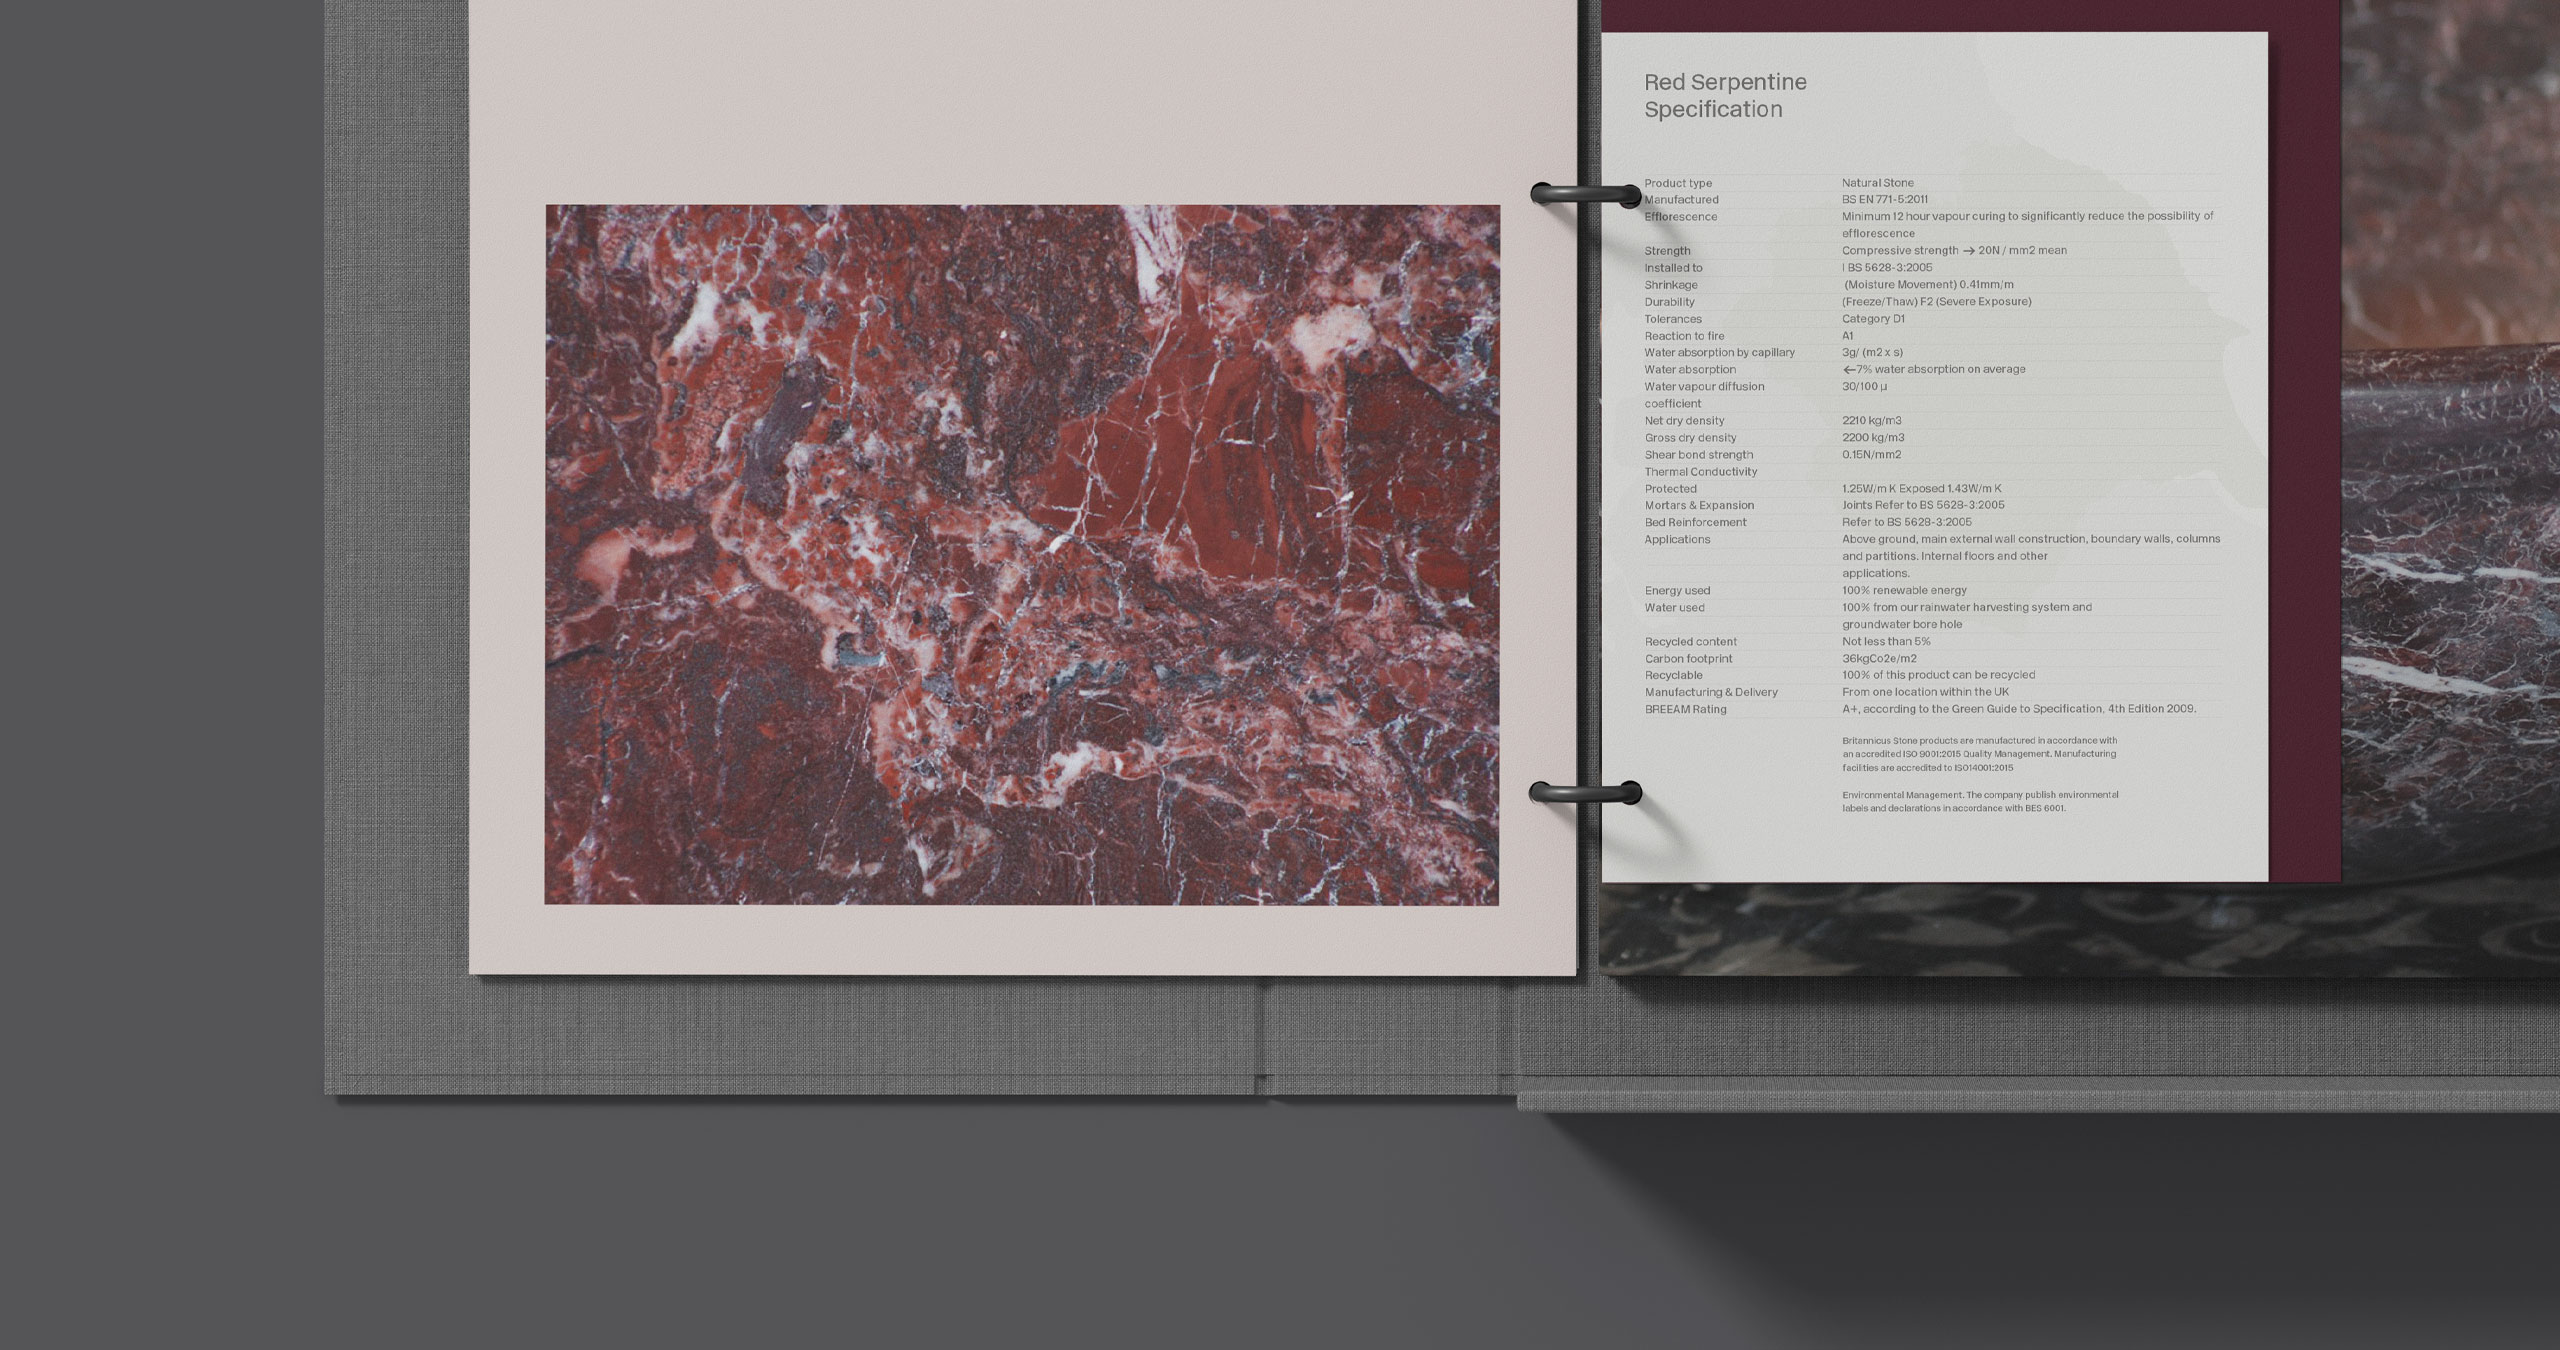 Red Serpentine
Specification
Product type Natural Stone
Manufactured BS EN 771-5:2011
Efflorescence Minimum 12 hour vapour curing to significantly reduce the possibility of
efflorescence
Strength Compressive strength → 20N / mm2 mean
Installed to | BS 5628-3:2005
Shrinkage (Moisture Movement) 0.41mm/m
Durability (Freeze/Thaw) F2 (Severe Exposure)
Tolerances Category D1
Reaction to fire A1
Water absorption by capillary 3g/ (m2 x s)
Water absorption ←7% water absorption on average
Water vapour diffusion 30/100 µ
coefficient
Net dry density 2210 kg/m3
Gross dry density 2200 kg/m3
Shear bond strength 0.15N/mm2
Thermal Conductivity
Protected 1.25W/m K Exposed 1.43W/m K
Mortars & Expansion Joints Refer to BS 5628-3:2005
Bed Reinforcement Refer to BS 5628-3:2005
Applications Above ground, main external wall construction, boundary walls, columns
and partitions. Internal floors and other
applications.
Energy used 100% renewable energy
Water used 100% from our rainwater harvesting system and
groundwater bore hole
Recycled content Not less than 5%
Carbon footprint 36kgCo2e/m2
Recyclable 100% of this product can be recycled
Manufacturing & Delivery From one location within the UK
BREEAM Rating A+, according to the Green Guide to Specification, 4th Edition 2009.
Britannicus Stone products are manufactured in accordance with
an accredited ISO 9001:2015 Quality Management. Manufacturing
facilities are accredited to ISO14001:2015
Environmental Management. The company publish environmental
labels and declarations in accordance with BES 6001.